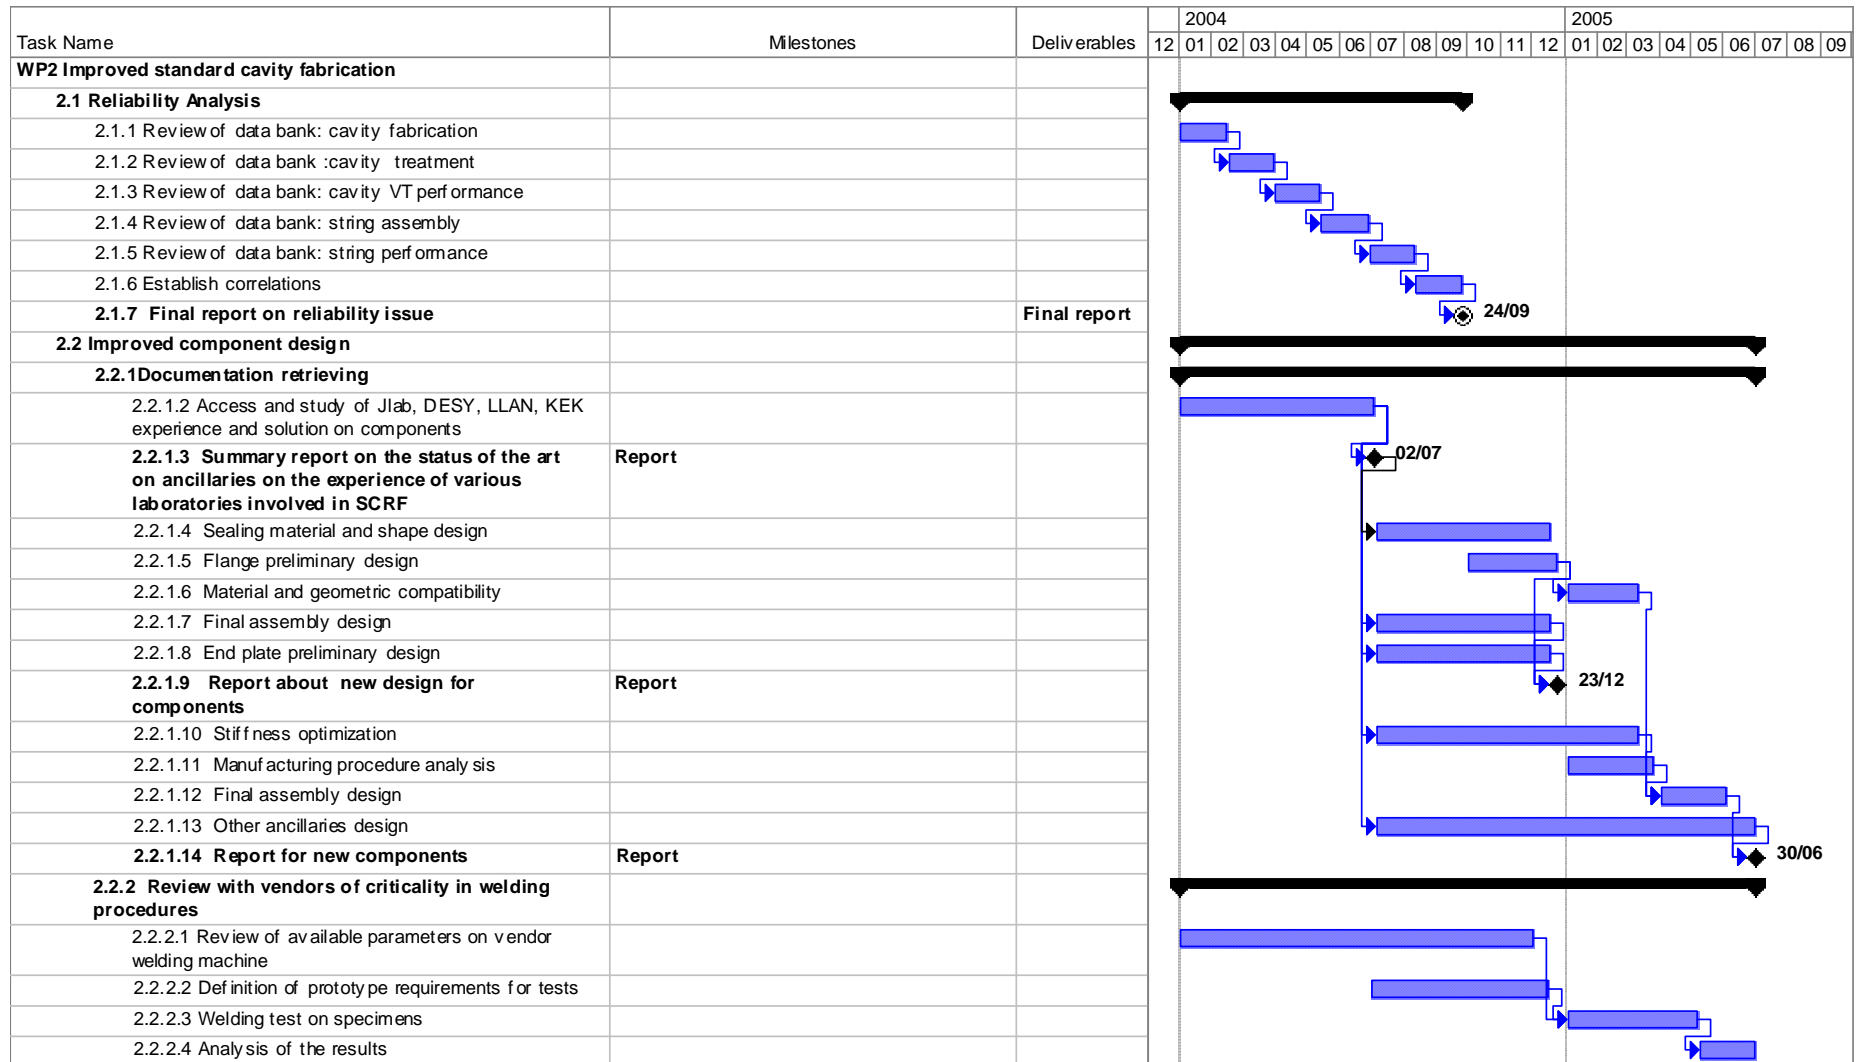 2004 2005
Task Name Milestones Deliverables 12 01 02 03 04 05 06 07 08 09 10 11 12 01 02 03 04 05 06 07 08 09
WP2 Improved standard cavity fabrication
2.1 Reliability Analysis
2.1.1 Review of data bank: cavity fabrication
2.1.2 Review of data bank :cavity treatment
2.1.3 Review of data bank: cavity VT performance
2.1.4 Review of data bank: string assembly
2.1.5 Review of data bank: string performance
2.1.6 Establish correlations
2.1.7 Final report on reliability issue Final report 24/09
2.2 Improved component design
2.2.1Documentation retrieving
2.2.1.2 Access and study of Jlab, DESY, LLAN, KEK
experience and solution on components
2.2.1.3 Summary report on the status of the art Report 02/07
on ancillaries on the experience of various
laboratories involved in SCRF
2.2.1.4 Sealing material and shape design
2.2.1.5 Flange preliminary design
2.2.1.6 Material and geometric compatibility
2.2.1.7 Final assembly design
2.2.1.8 End plate preliminary design
2.2.1.9 Report about new design for Report 23/12
components
2.2.1.10 Stiffness optimization
2.2.1.11 Manufacturing procedure analysis
2.2.1.12 Final assembly design
2.2.1.13 Other ancillaries design
2.2.1.14 Report for new components Report 30/06
2.2.2 Review with vendors of criticality in welding
procedures
2.2.2.1 Review of available parameters on vendor
welding machine
2.2.2.2 Definition of prototype requirements for tests
2.2.2.3 Welding test on specimens
2.2.2.4 Analysis of the results